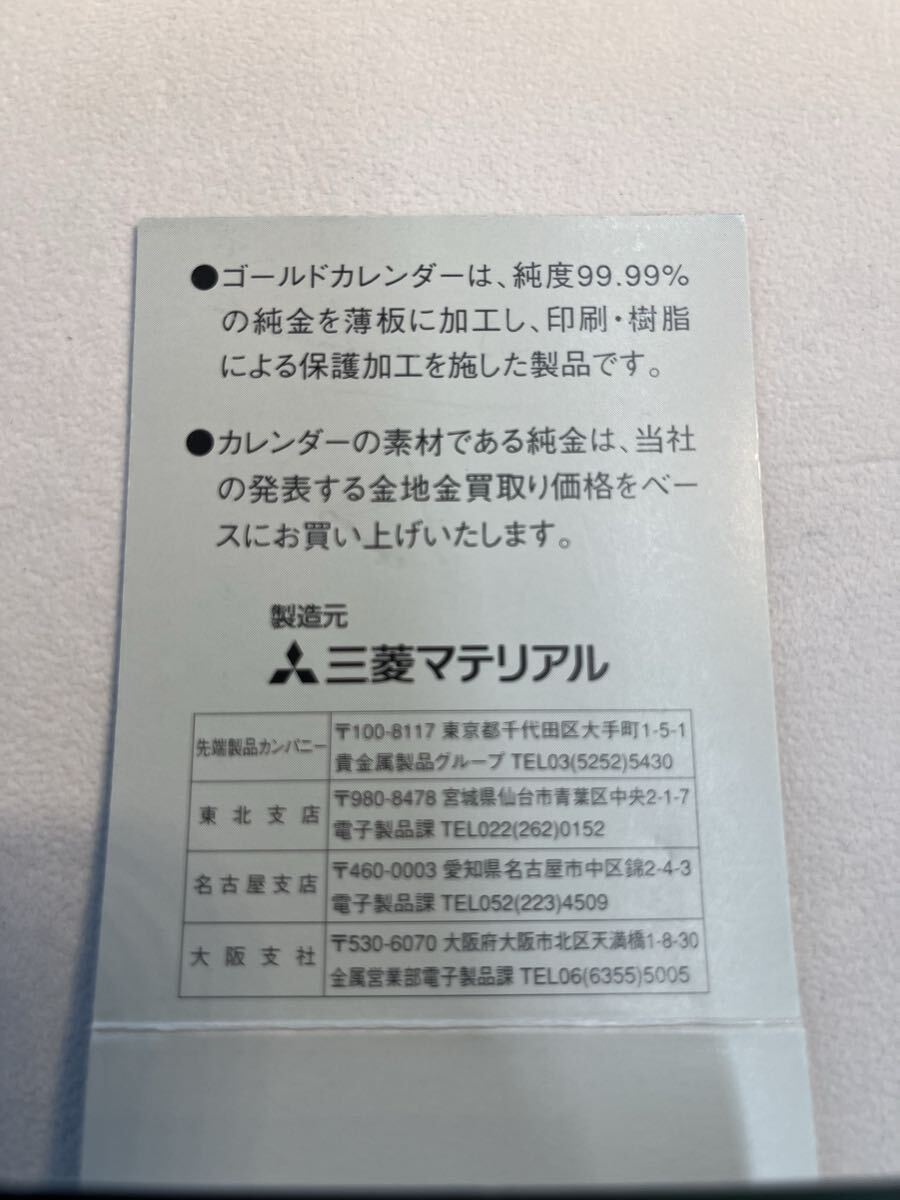 ●ゴールドカレンダーは、純度99.99%
の純金を薄板に加工し、印刷・樹脂
による保護加工を施した製品です。
●カレンダーの素材である純金は、当社
の発表する金地金買取り価格をベー
スにお買い上げいたします。
製造元
三菱マテリアル
先端製品カンパニー 〒100-8117 東京都千代田区大手町1-5-1
貴金属製品グループ TEL03(5252)5430
東北支店 〒980-8478 宮城県仙台市青葉区中央2-1-7
電子製品課 TEL022(262)0152
名古屋支店 〒460-0003 愛知県名古屋市中区錦2-4-3
電子製品課 TEL052(223)4509
大阪支社 〒530-6070 大阪府大阪市北区天満橋1-8-30
金属営業部電子製品課 TEL06(6355)5005